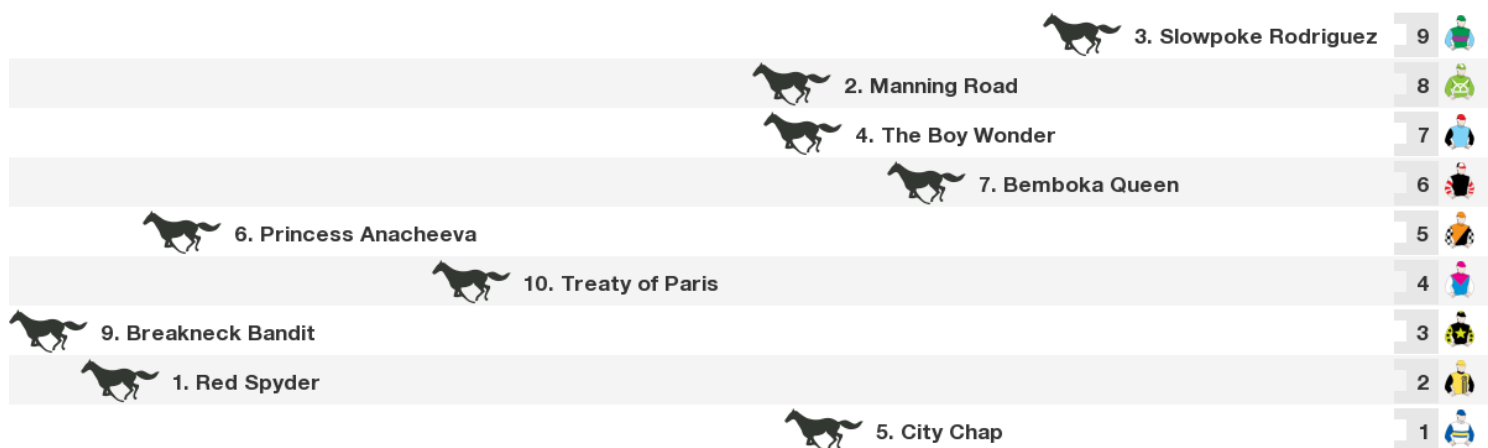 3. Slowpoke Rodriguez 9
2. Manning Road 8
4. The Boy Wonder 7
7. Bemboka Queen 6
6. Princess Anacheeva 5
10. Treaty of Paris 4
9. Breakneck Bandit 3
1. Red Spyder 2
5. City Chap 1